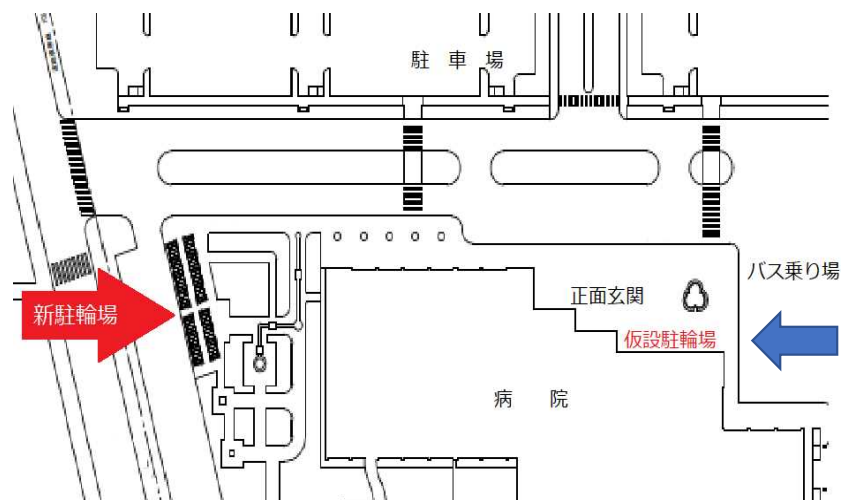 駐 車 場
バス乗り場
正面玄関
新駐輪場
仮設駐輪場
病 院